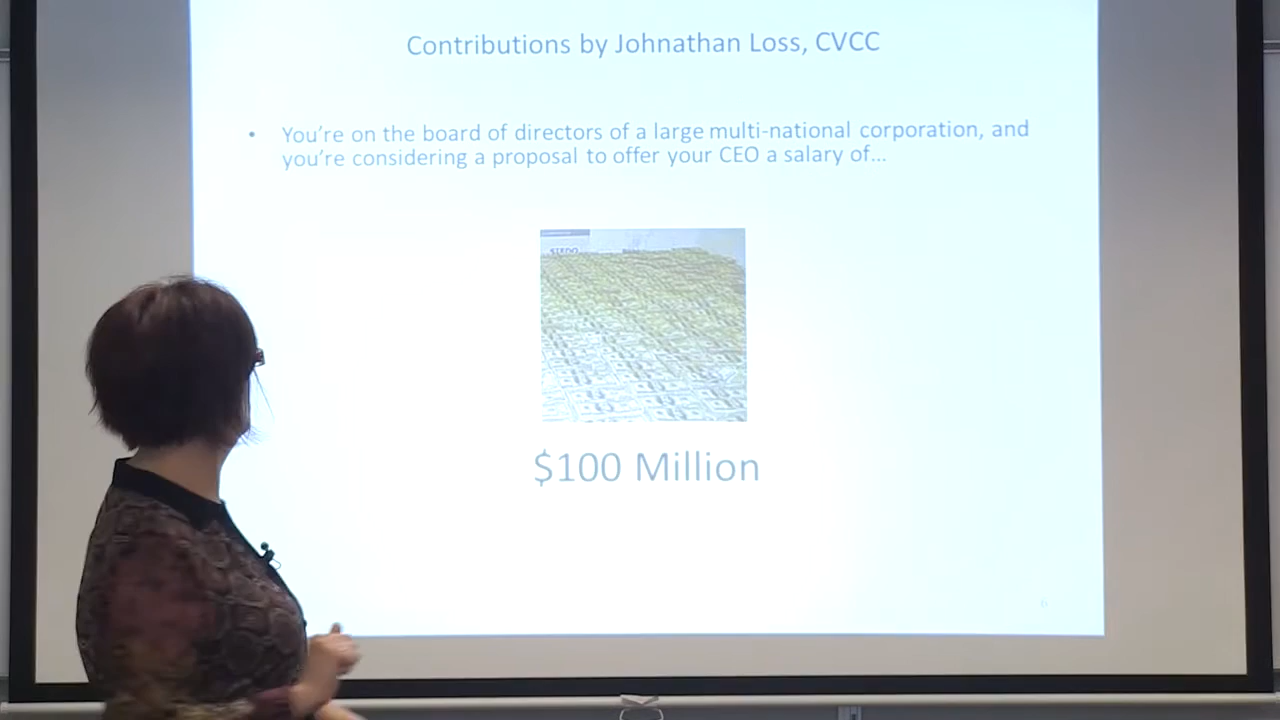 Contributions by Johnathan Loss, CVCC
• You’re on the board of directors of a large multi-national corporation, and
you’re considering a proposal to offer your CEO a salary of…
$100 Million